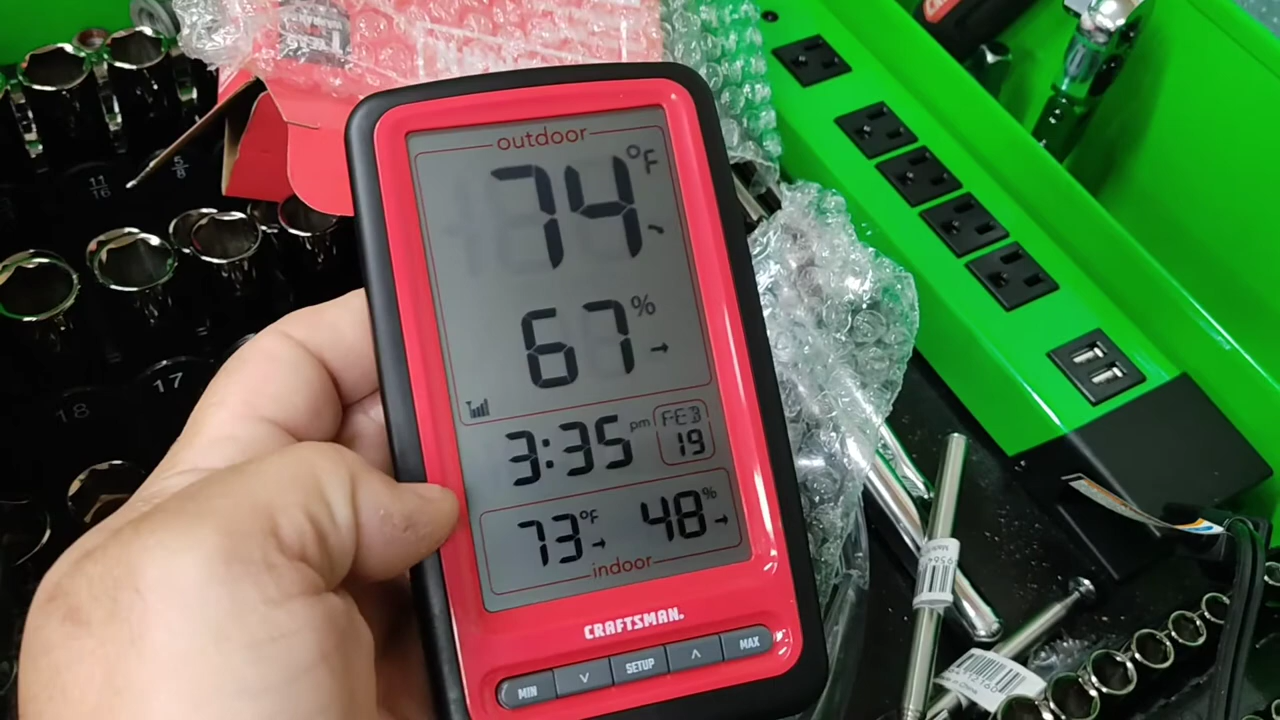 outdoor
74 °F
67 %
3:35 pm FEB 19
73 °F 48 %
indoor
CRAFTSMAN.
MIN SETUP MAX
11/16
5/8
17
18